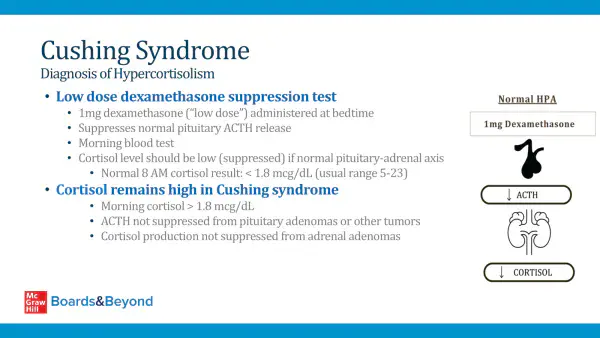 Cushing Syndrome
Diagnosis of Hypercortisolism
• Low dose dexamethasone suppression test
• 1mg dexamethasone (“low dose”) administered at bedtime
• Suppresses normal pituitary ACTH release
• Morning blood test
• Cortisol level should be low (suppressed) if normal pituitary-adrenal axis
• Normal 8 AM cortisol result: < 1.8 mcg/dL (usual range 5-23)
• Cortisol remains high in Cushing syndrome
• Morning cortisol > 1.8 mcg/dL
• ACTH not suppressed from pituitary adenomas or other tumors
• Cortisol production not suppressed from adrenal adenomas
Normal HPA
1mg Dexamethasone
↓ ACTH
↓ CORTISOL
Mc
Graw
Hill
Boards&Beyond